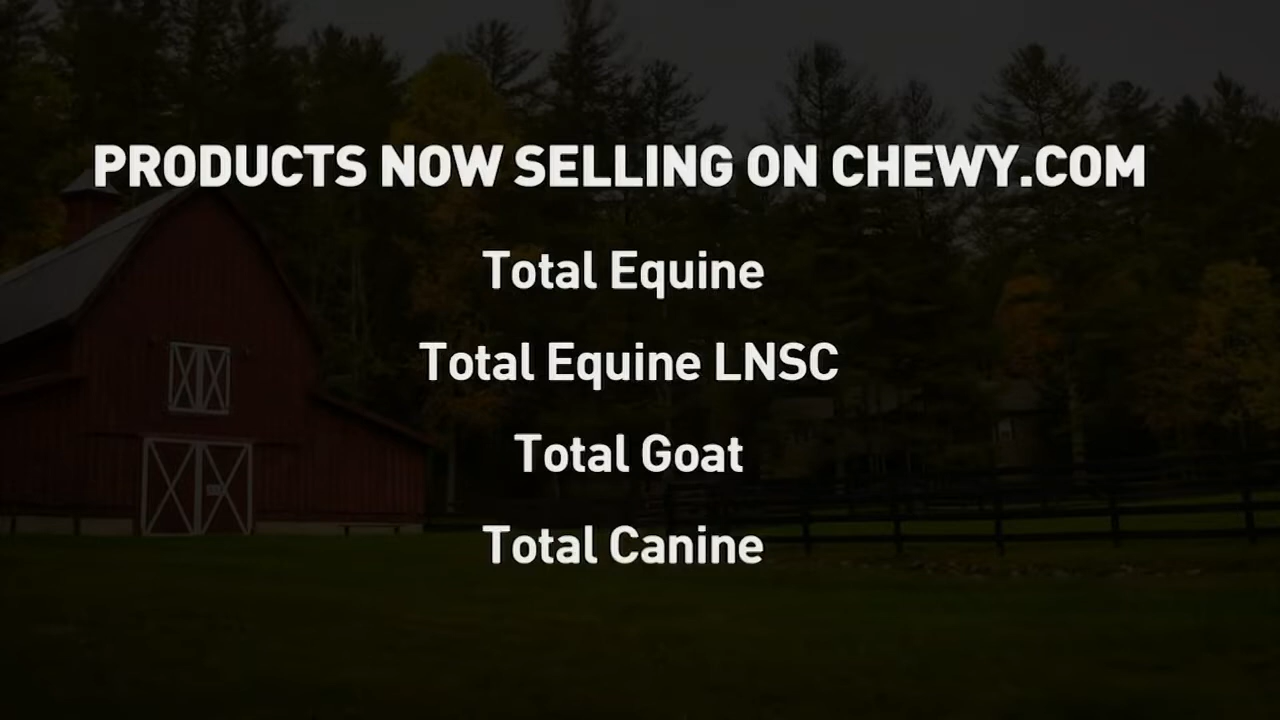 PRODUCTS NOW SELLING ON CHEWY.COM
Total Equine
Total Equine LNSC
Total Goat
Total Canine